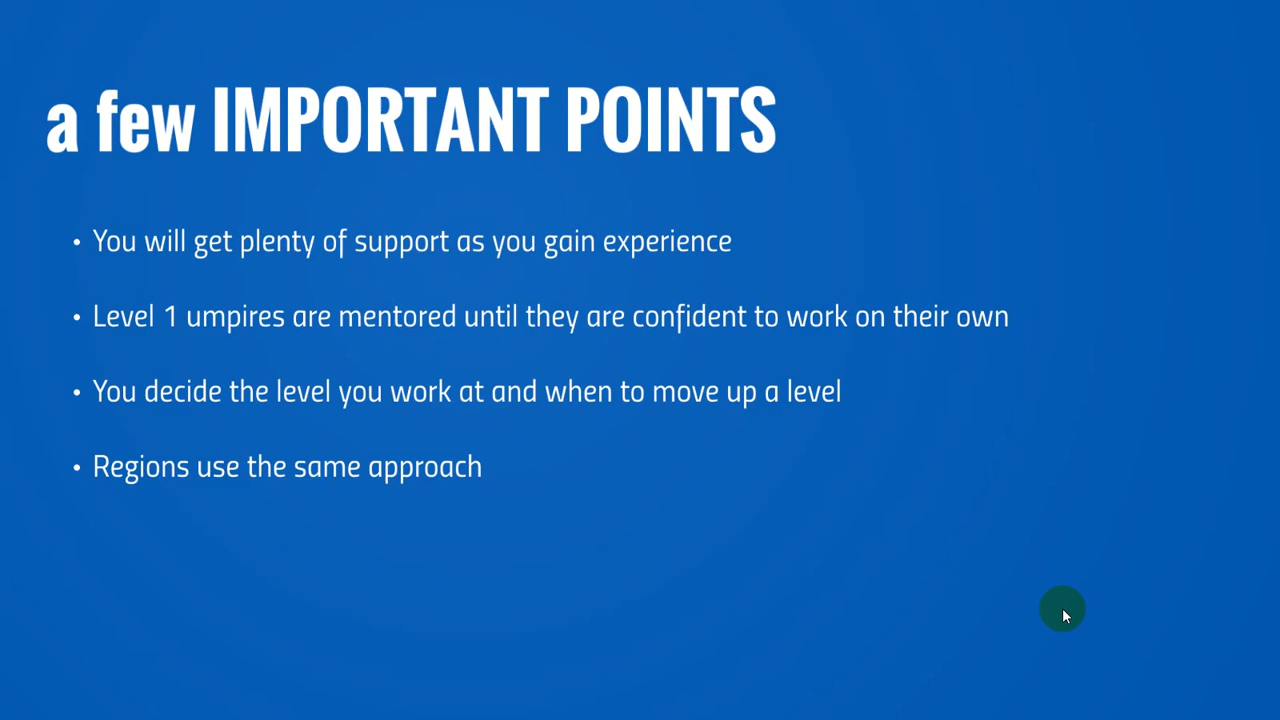 a few IMPORTANT POINTS
• You will get plenty of support as you gain experience
• Level 1 umpires are mentored until they are confident to work on their own
• You decide the level you work at and when to move up a level
• Regions use the same approach